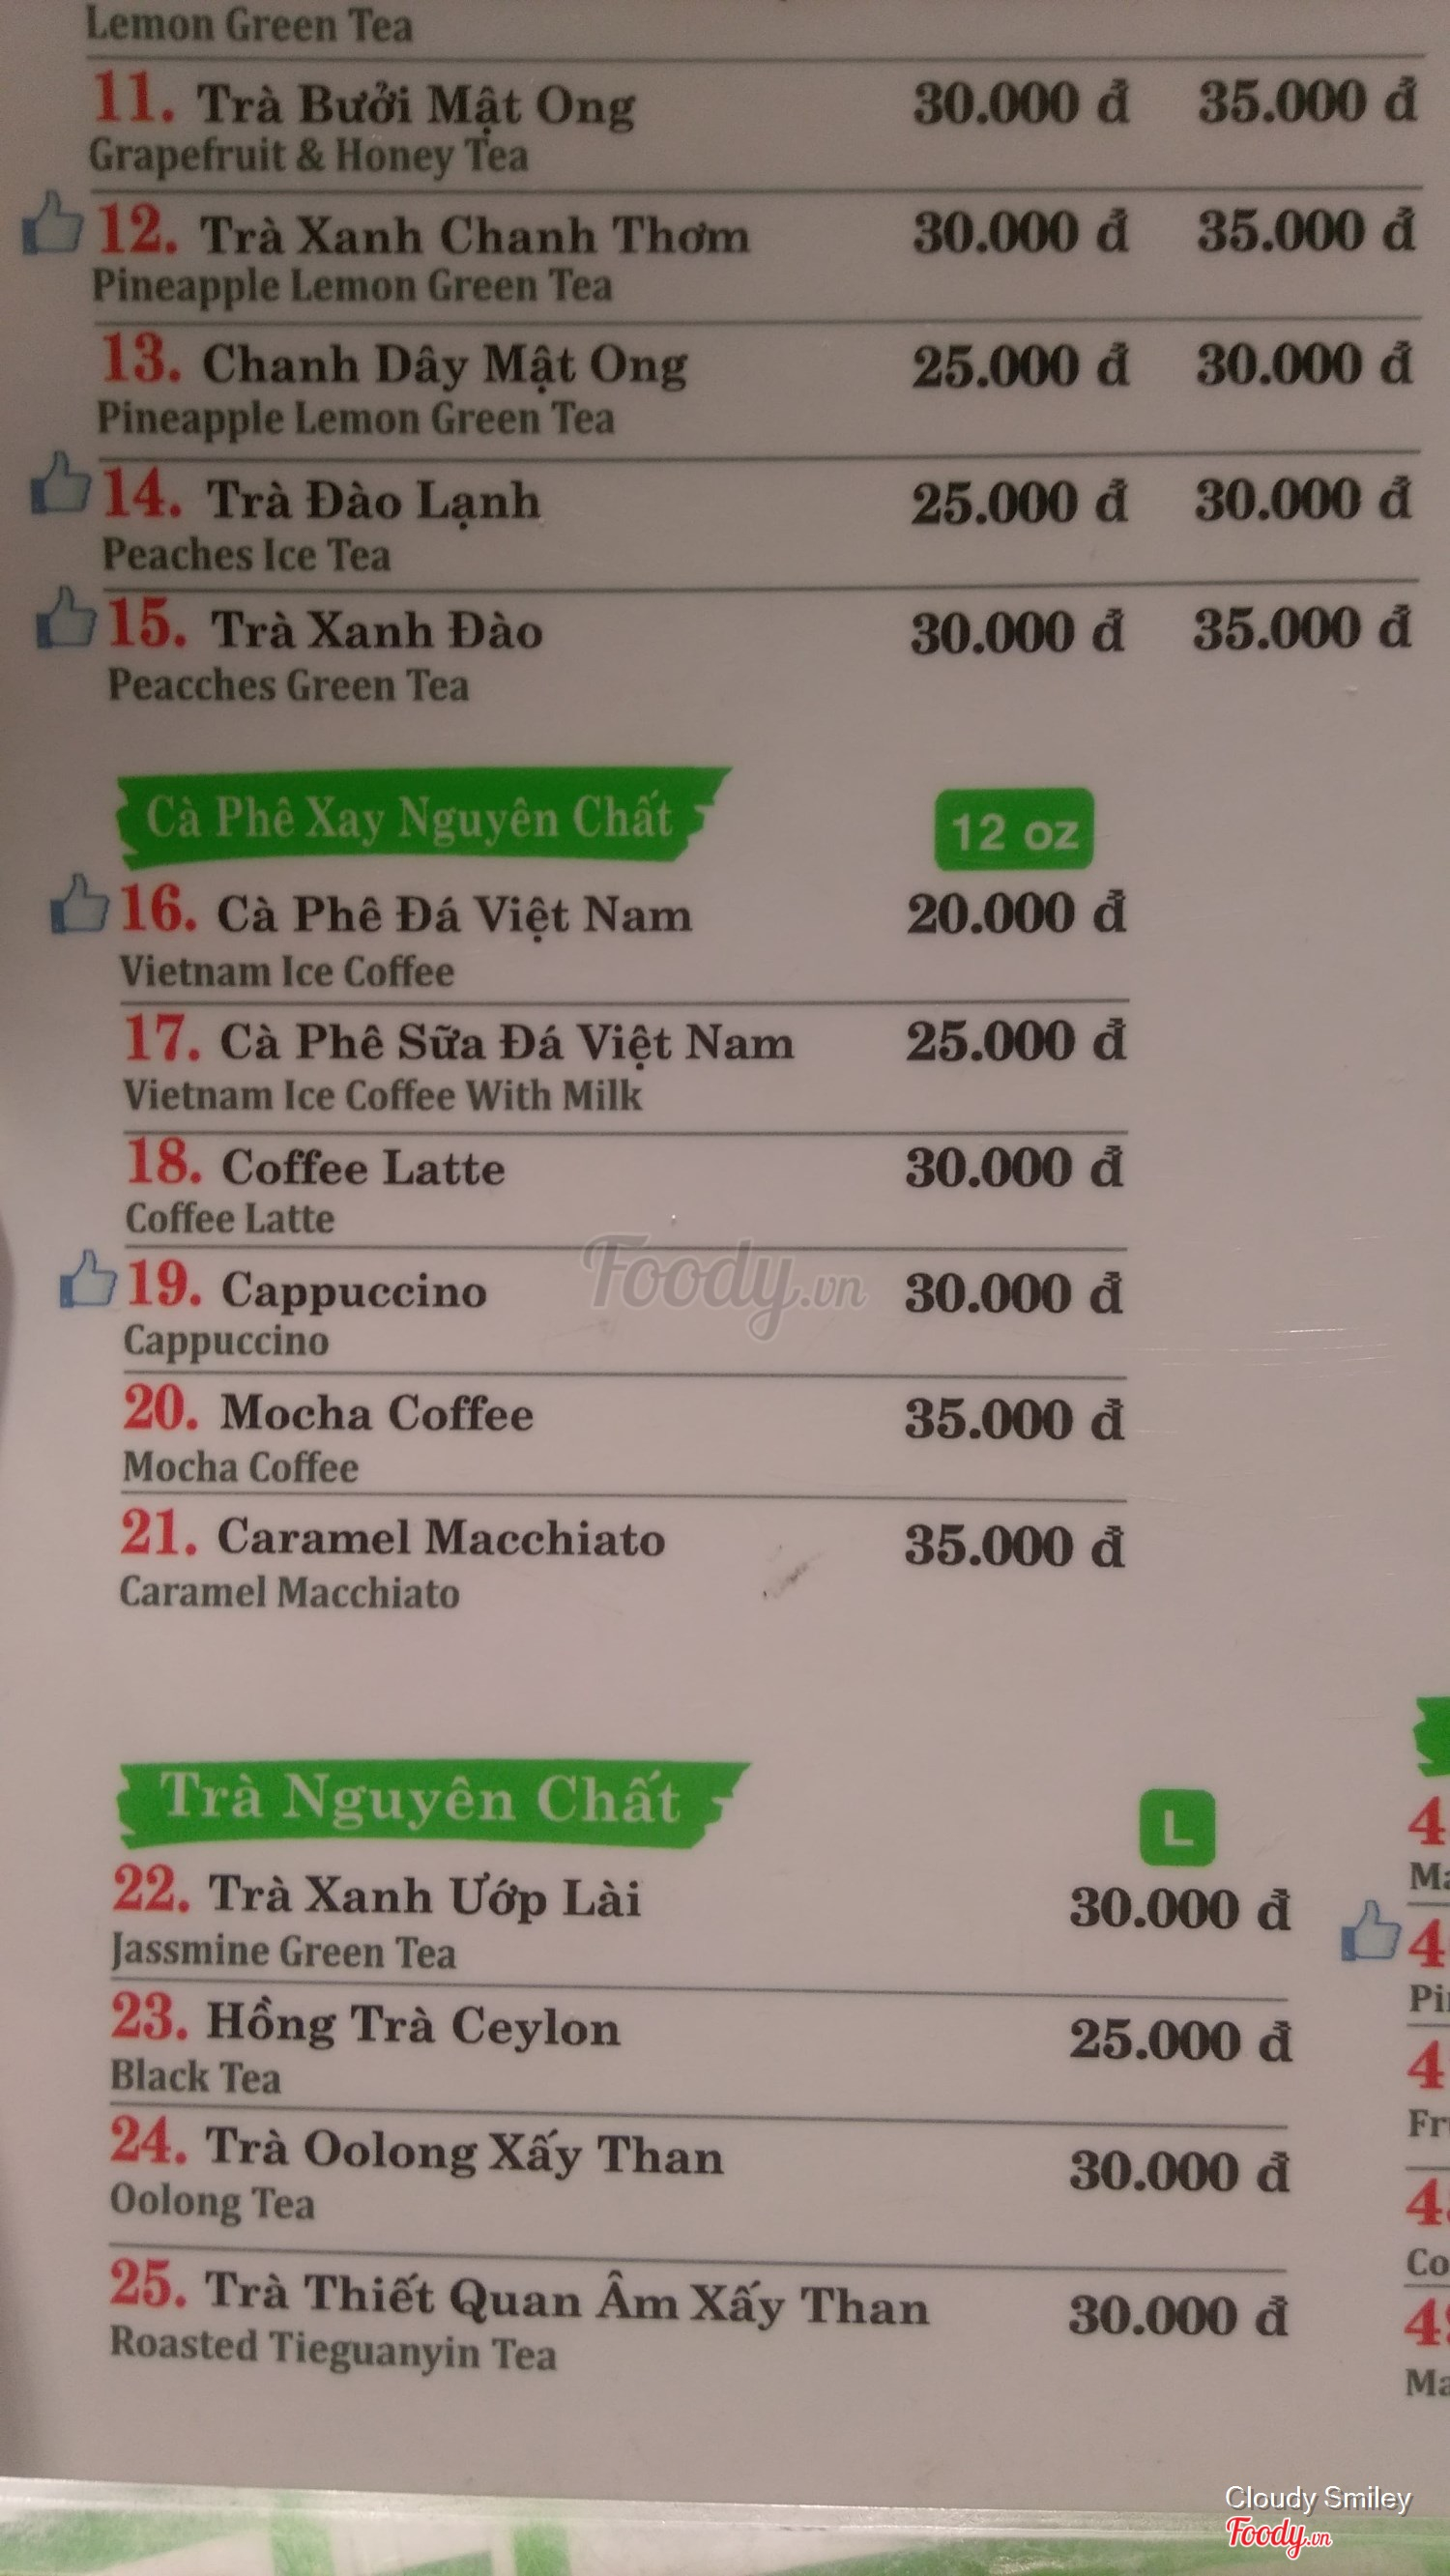 Lemon Green Tea
11. Trà Bưởi Mật Ong 30.000 đ 35.000 đ
Grapefruit & Honey Tea
12. Trà Xanh Chanh Thơm 30.000 đ 35.000 đ
Pineapple Lemon Green Tea
13. Chanh Dây Mật Ong 25.000 đ 30.000 đ
Pineapple Lemon Green Tea
14. Trà Đào Lạnh 25.000 đ 30.000 đ
Peaches Ice Tea
15. Trà Xanh Đào 30.000 đ 35.000 đ
Peacches Green Tea
Cà Phê Xay Nguyên Chất 12 oz
16. Cà Phê Đá Việt Nam 20.000 đ
Vietnam Ice Coffee
17. Cà Phê Sữa Đá Việt Nam 25.000 đ
Vietnam Ice Coffee With Milk
18. Coffee Latte 30.000 đ
Coffee Latte
19. Cappuccino 30.000 đ
Cappuccino
Foody.vn
20. Mocha Coffee 35.000 đ
Mocha Coffee
21. Caramel Macchiato 35.000 đ
Caramel Macchiato
Trà Nguyên Chất L
22. Trà Xanh Ướp Lài 30.000 đ
Jassmine Green Tea
23. Hồng Trà Ceylon 25.000 đ
Black Tea
24. Trà Oolong Xấy Than 30.000 đ
Oolong Tea
25. Trà Thiết Quan Âm Xấy Than 30.000 đ
Roasted Tieguanyin Tea
Cloudy Smiley
Foody.vn